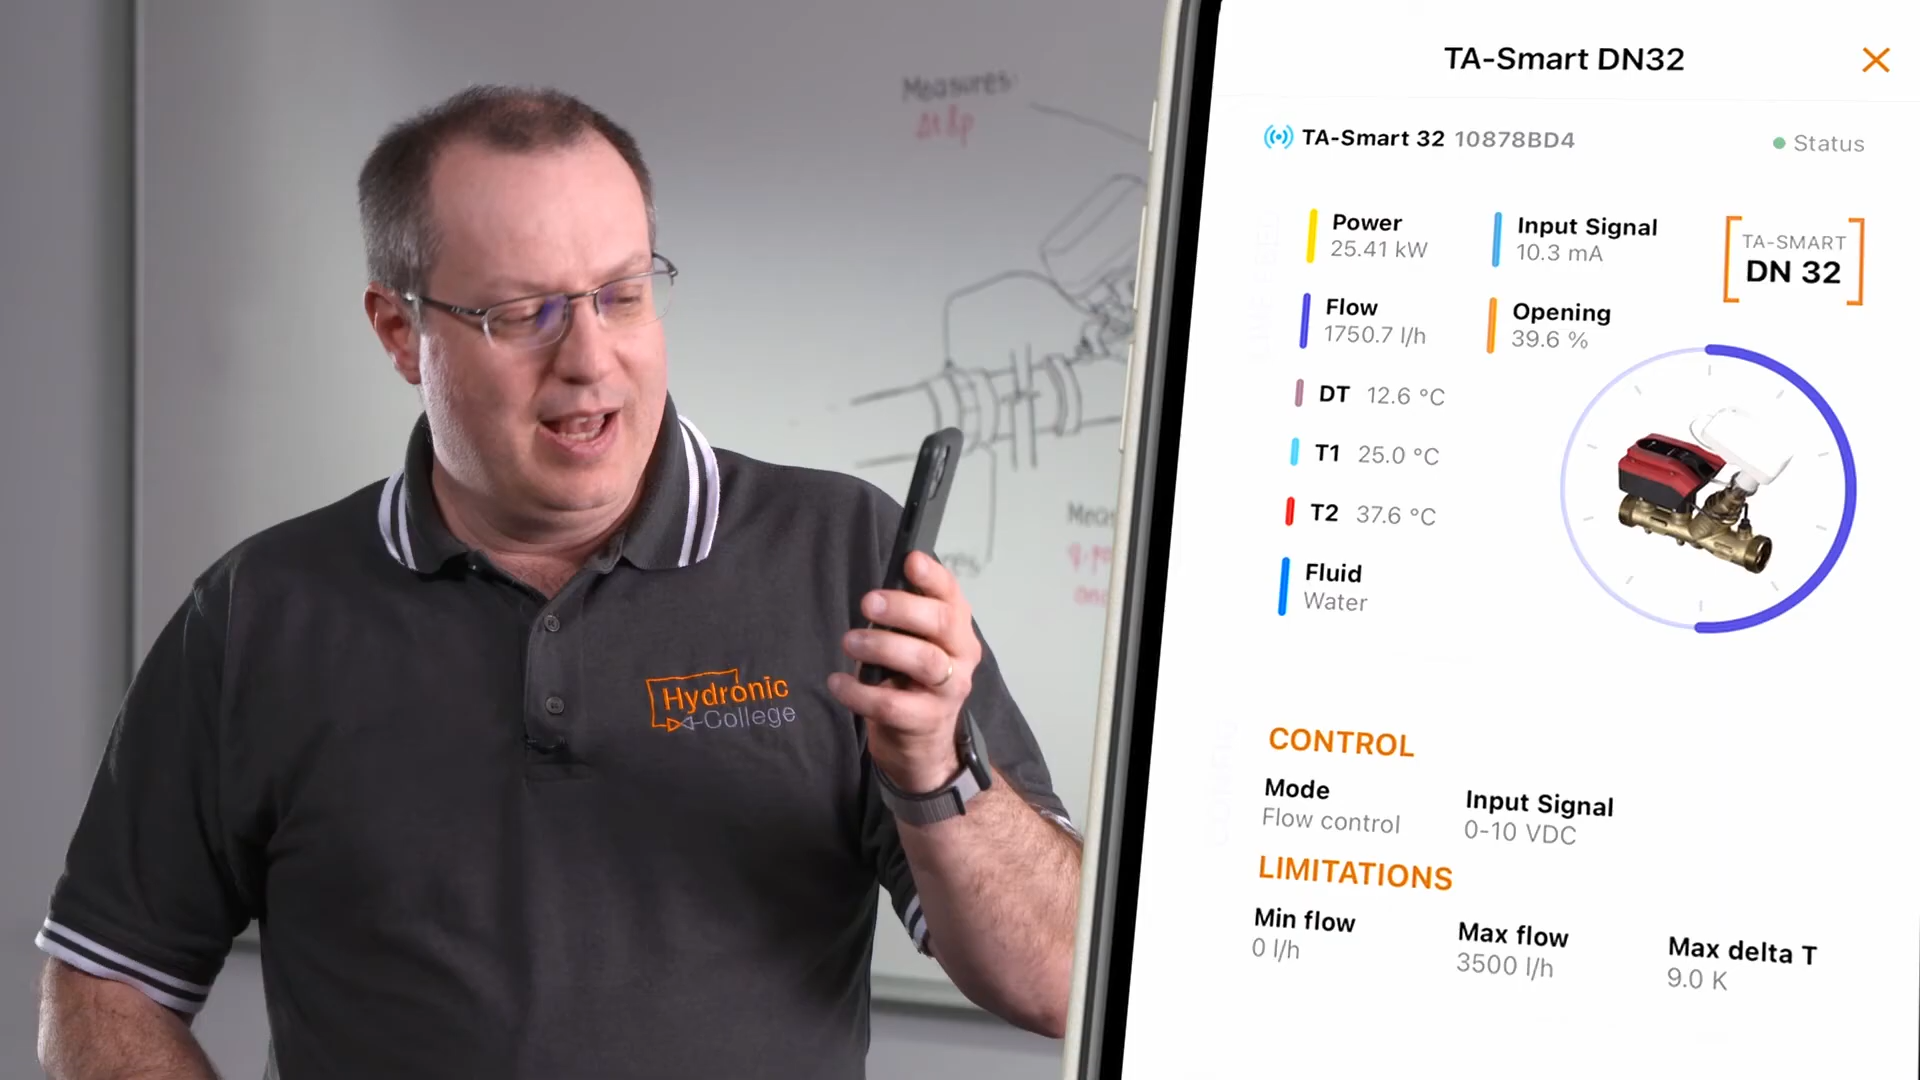 Measures:
Δt &p
Hydronic
College
TA-Smart DN32
TA-Smart 32 10878BD4
Status
Power
25.41 kW
Input Signal
10.3 mA
TA-SMART
DN 32
Flow
1750.7 l/h
Opening
39.6 %
DT 12.6 °C
T1 25.0 °C
T2 37.6 °C
Fluid
Water
CONTROL
Mode
Flow control
Input Signal
0-10 VDC
LIMITATIONS
Min flow
0 l/h
Max flow
3500 l/h
Max delta T
9.0 K